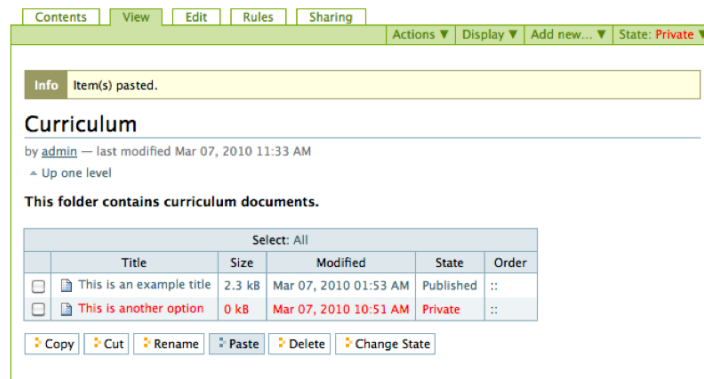 Contents View Edit Rules Sharing
Actions ▼ Display ▼ Add new... ▼ State: Private ▼
Info Item(s) pasted.
Curriculum
by admin — last modified Mar 07, 2010 11:33 AM
Up one level
This folder contains curriculum documents.
Select: All
Title Size Modified State Order
This is an example title 2.3 kB Mar 07, 2010 01:53 AM Published ::
This is another option 0 kB Mar 07, 2010 10:51 AM Private ::
Copy Cut Rename Paste Delete Change State